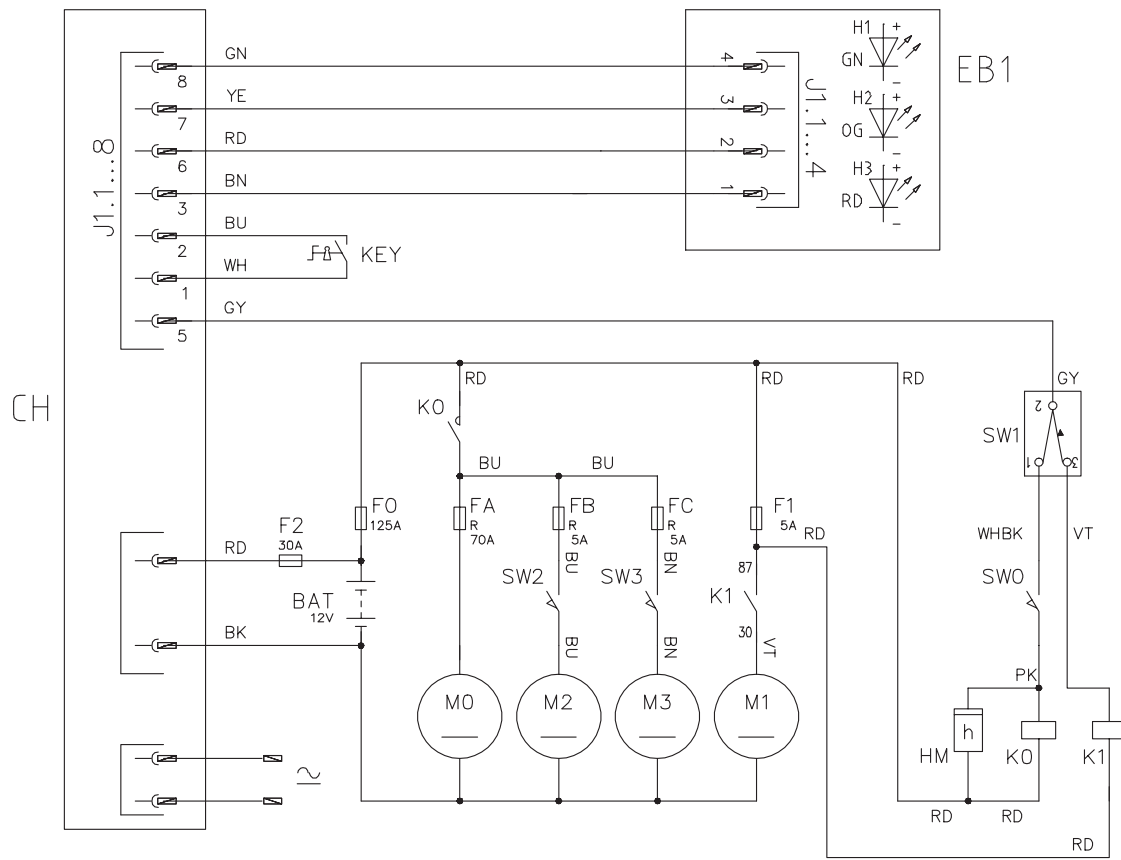 GN
8
YE
7
RD
6
BN
3
BU
2
WH
1
GY
5
J1.1...8
KEY
CH
4
3
2
1
J1.1...4
H1 +
GN
-
H2 +
OG
-
H3 +
RD
-
EB1
RD
RD
RD
GY
K0
2
SW1
1
3
BU
BU
F2
30A
F0
125A
FA
R
70A
FB
R
5A
FC
R
5A
F1
5A
RD
RD
BU
BN
87
WHBK
VT
SW2
SW3
K1
SW0
BAT
12V
30
BK
BU
BN
VT
PK
M0
M2
M3
M1
h
HM
K0
K1
RD
RD
RD